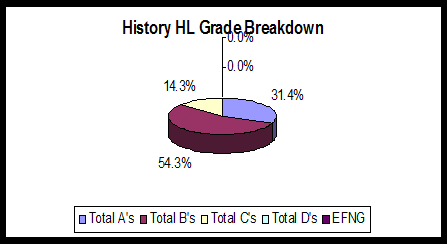 History HL Grade Breakdown
0.0%
0.0%
14.3%
31.4%
54.3%
Total A's Total B's Total C's Total D's EFNG